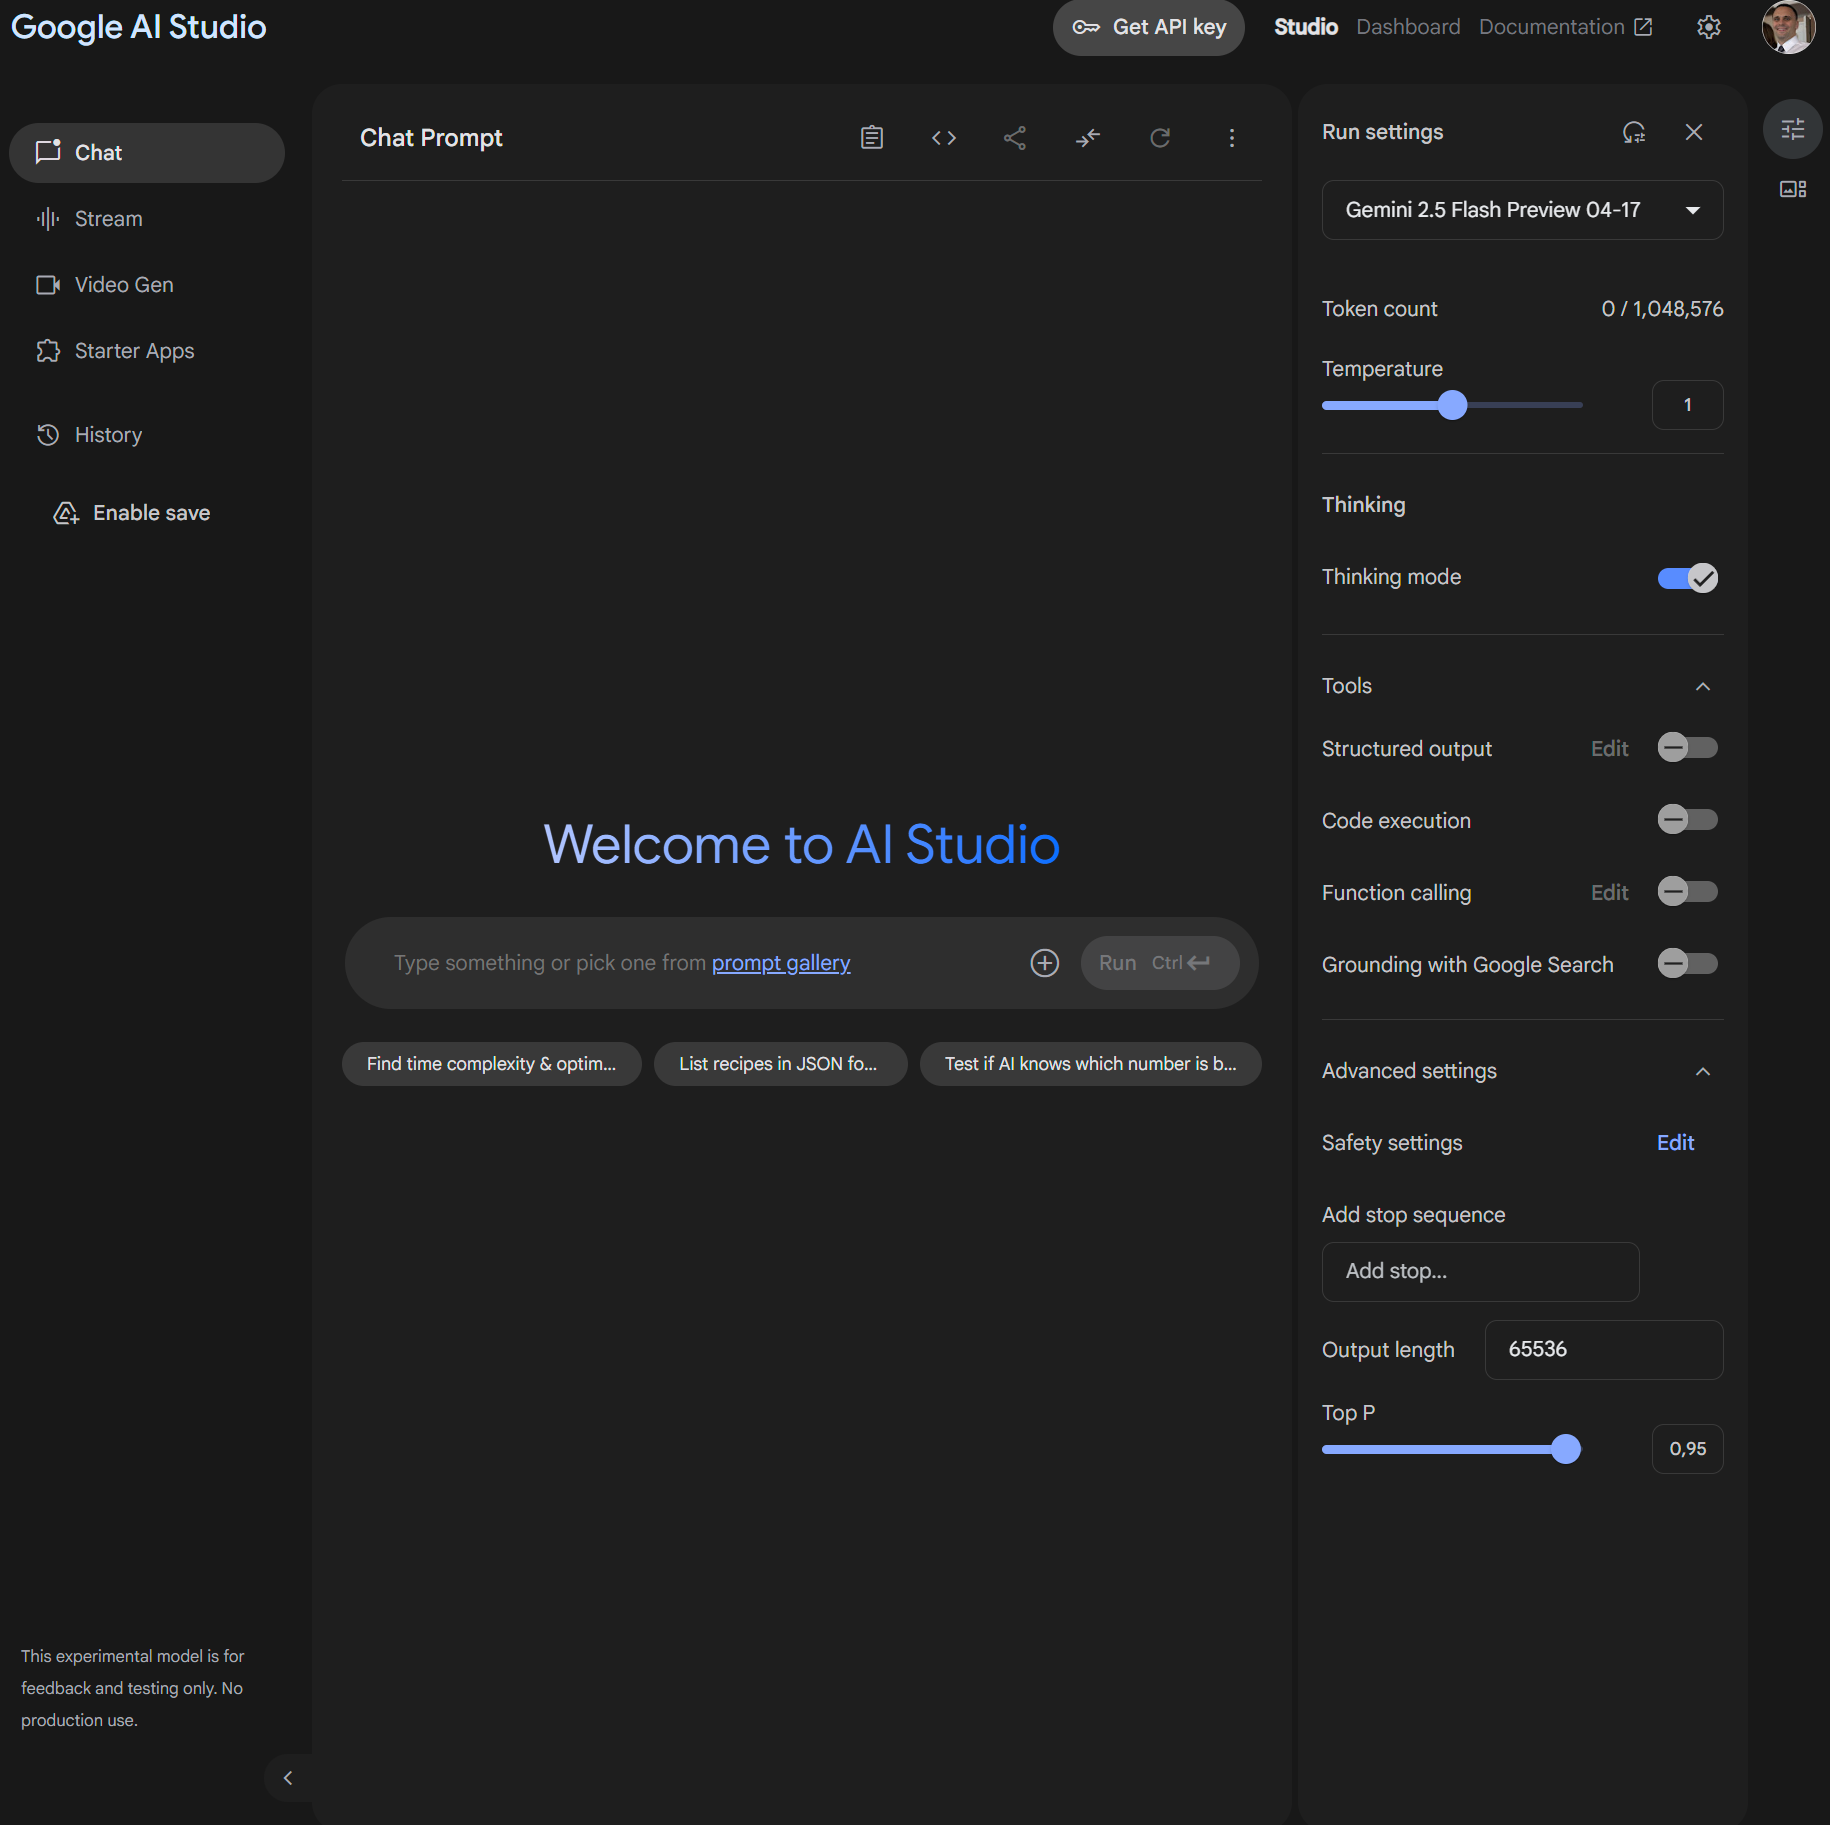 Google AI Studio
Get API key
Studio
Dashboard
Documentation
Chat
Stream
Video Gen
Starter Apps
History
Enable save
This experimental model is for
feedback and testing only. No
production use.
Chat Prompt
Welcome to AI Studio
Type something or pick one from prompt gallery
Run Ctrl
Find time complexity & optim...
List recipes in JSON fo...
Test if AI knows which number is b...
Run settings
Gemini 2.5 Flash Preview 04-17
Token count 0 / 1,048,576
Temperature
1
Thinking
Thinking mode
Tools
Structured output Edit
Code execution
Function calling Edit
Grounding with Google Search
Advanced settings
Safety settings Edit
Add stop sequence
Add stop...
Output length 65536
Top P
0,95